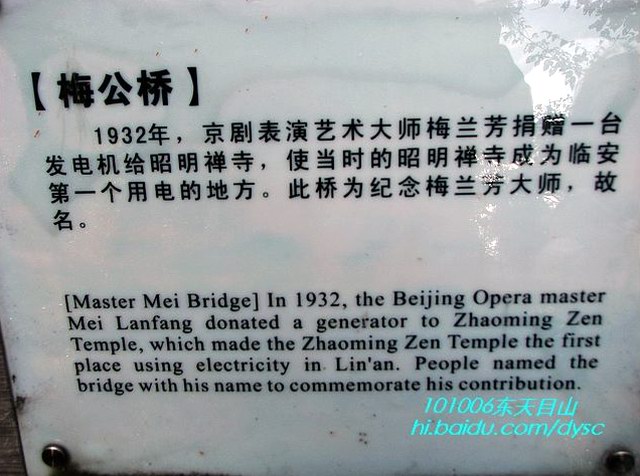 【梅公桥】
1932年，京剧表演艺术大师梅兰芳捐赠一台
发电机给昭明禅寺，使当时的昭明禅寺成为临安
第一个用电的地方。此桥为纪念梅兰芳大师，故
名。
[Master Mei Bridge] In 1932, the Beijing Opera master
Mei Lanfang donated a generator to Zhaoming Zen
Temple, which made the Zhaoming Zen Temple the first
place using electricity in Lin'an. People named the
bridge with his name to commemorate his contribution.
101006东天目山
hi.baidu.com/dysc